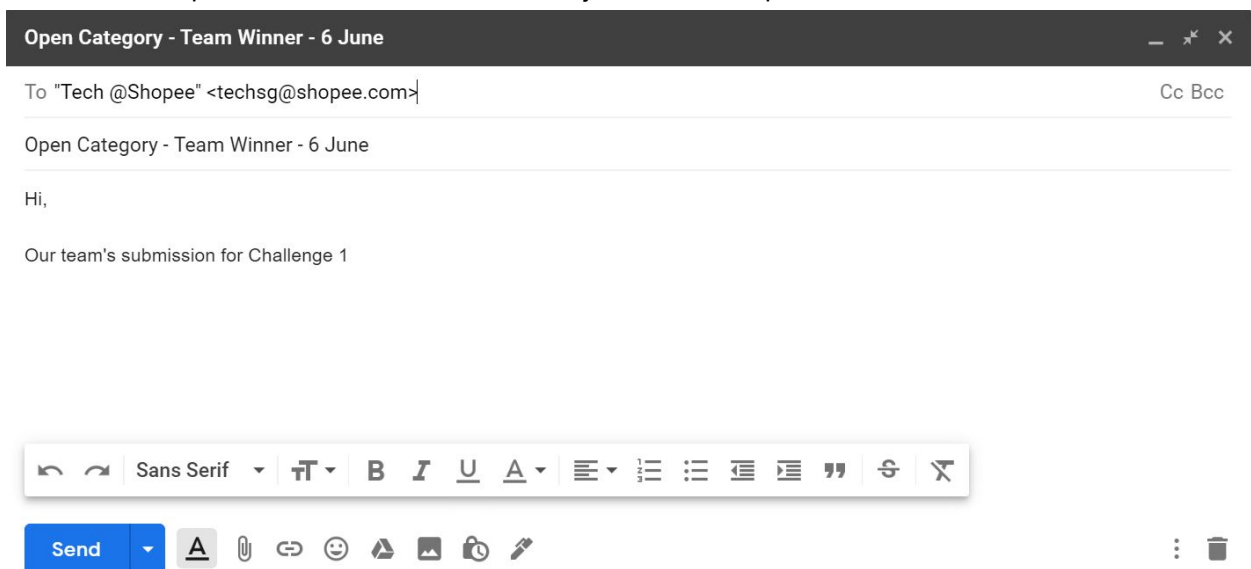 Open Category - Team Winner - 6 June
To "Tech @Shopee" <techsg@shopee.com>
Cc Bcc
Open Category - Team Winner - 6 June
Hi,
Our team's submission for Challenge 1
Sans Serif
Send